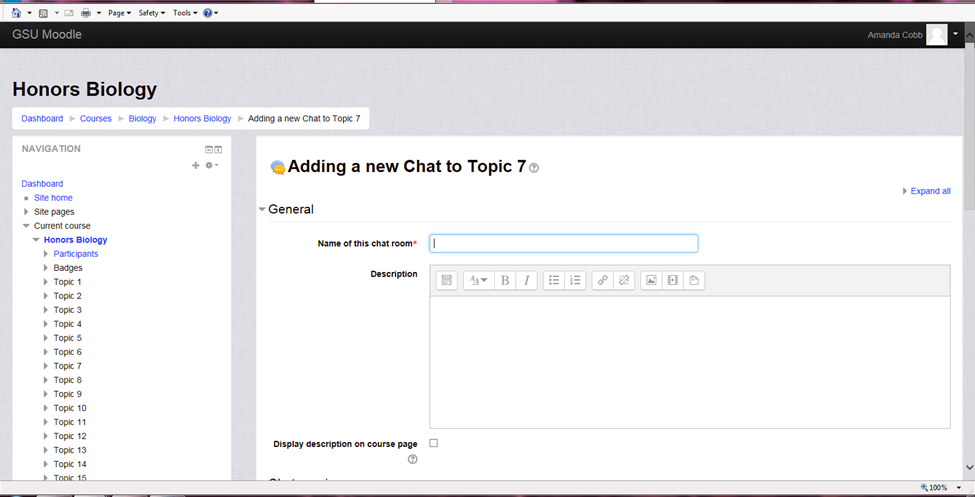 Page Safety Tools
GSU Moodle
Amanda Cobb
Honors Biology
Dashboard Courses Biology Honors Biology Adding a new Chat to Topic 7
NAVIGATION
Dashboard
Site home
Site pages
Current course
Honors Biology
Participants
Badges
Topic 1
Topic 2
Topic 3
Topic 4
Topic 5
Topic 6
Topic 7
Topic 8
Topic 9
Topic 10
Topic 11
Topic 12
Topic 13
Topic 14
Topic 15
Adding a new Chat to Topic 7
Expand all
General
Name of this chat room*
Description
B I
Display description on course page
100%